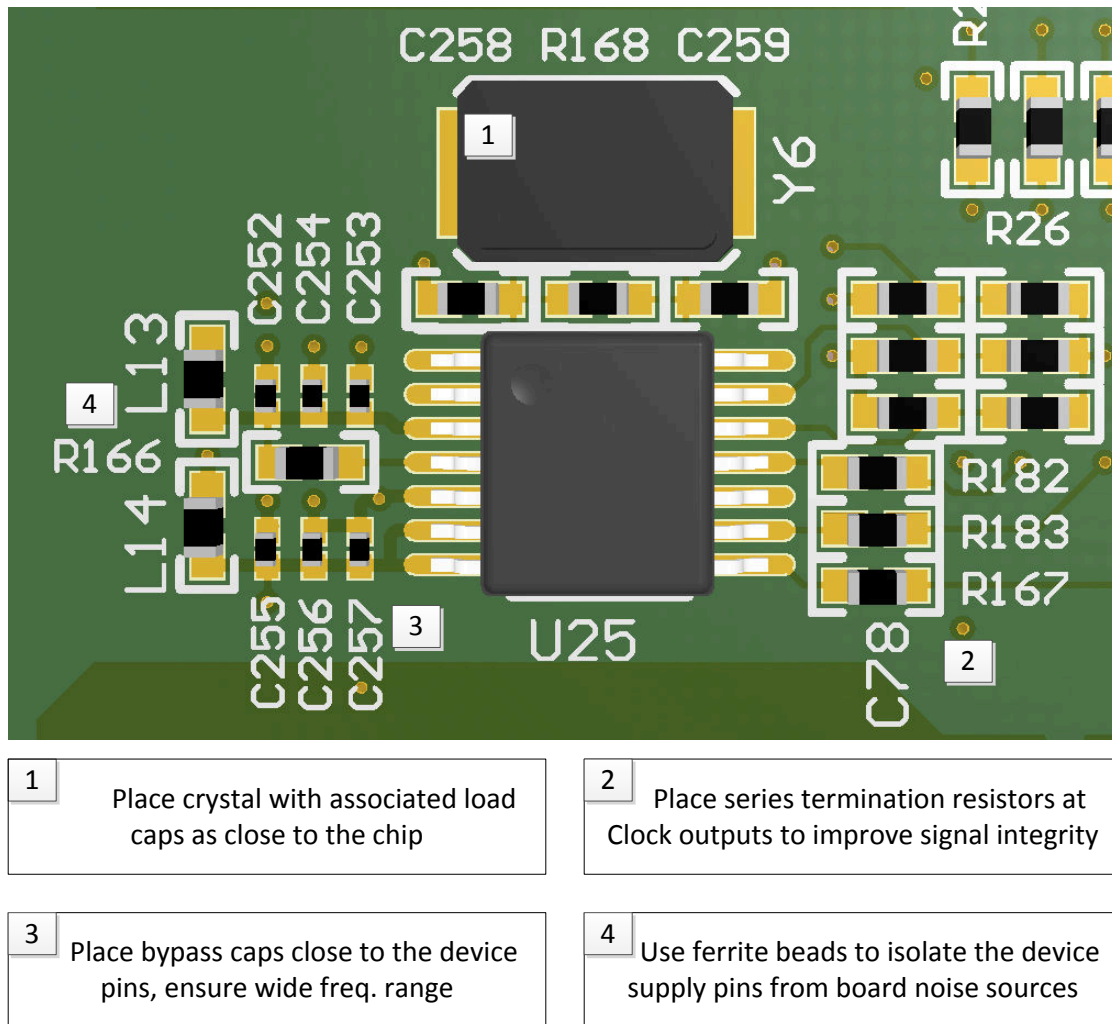 C258 R168 C259
1
Y6
R26
C252
C254
C253
L13
4
R166
L14
C255
C256
C257
3
U25
R182
R183
R167
C78
2
1
Place crystal with associated load
caps as close to the chip
2
Place series termination resistors at
Clock outputs to improve signal integrity
3
Place bypass caps close to the device
pins, ensure wide freq. range
4
Use ferrite beads to isolate the device
supply pins from board noise sources